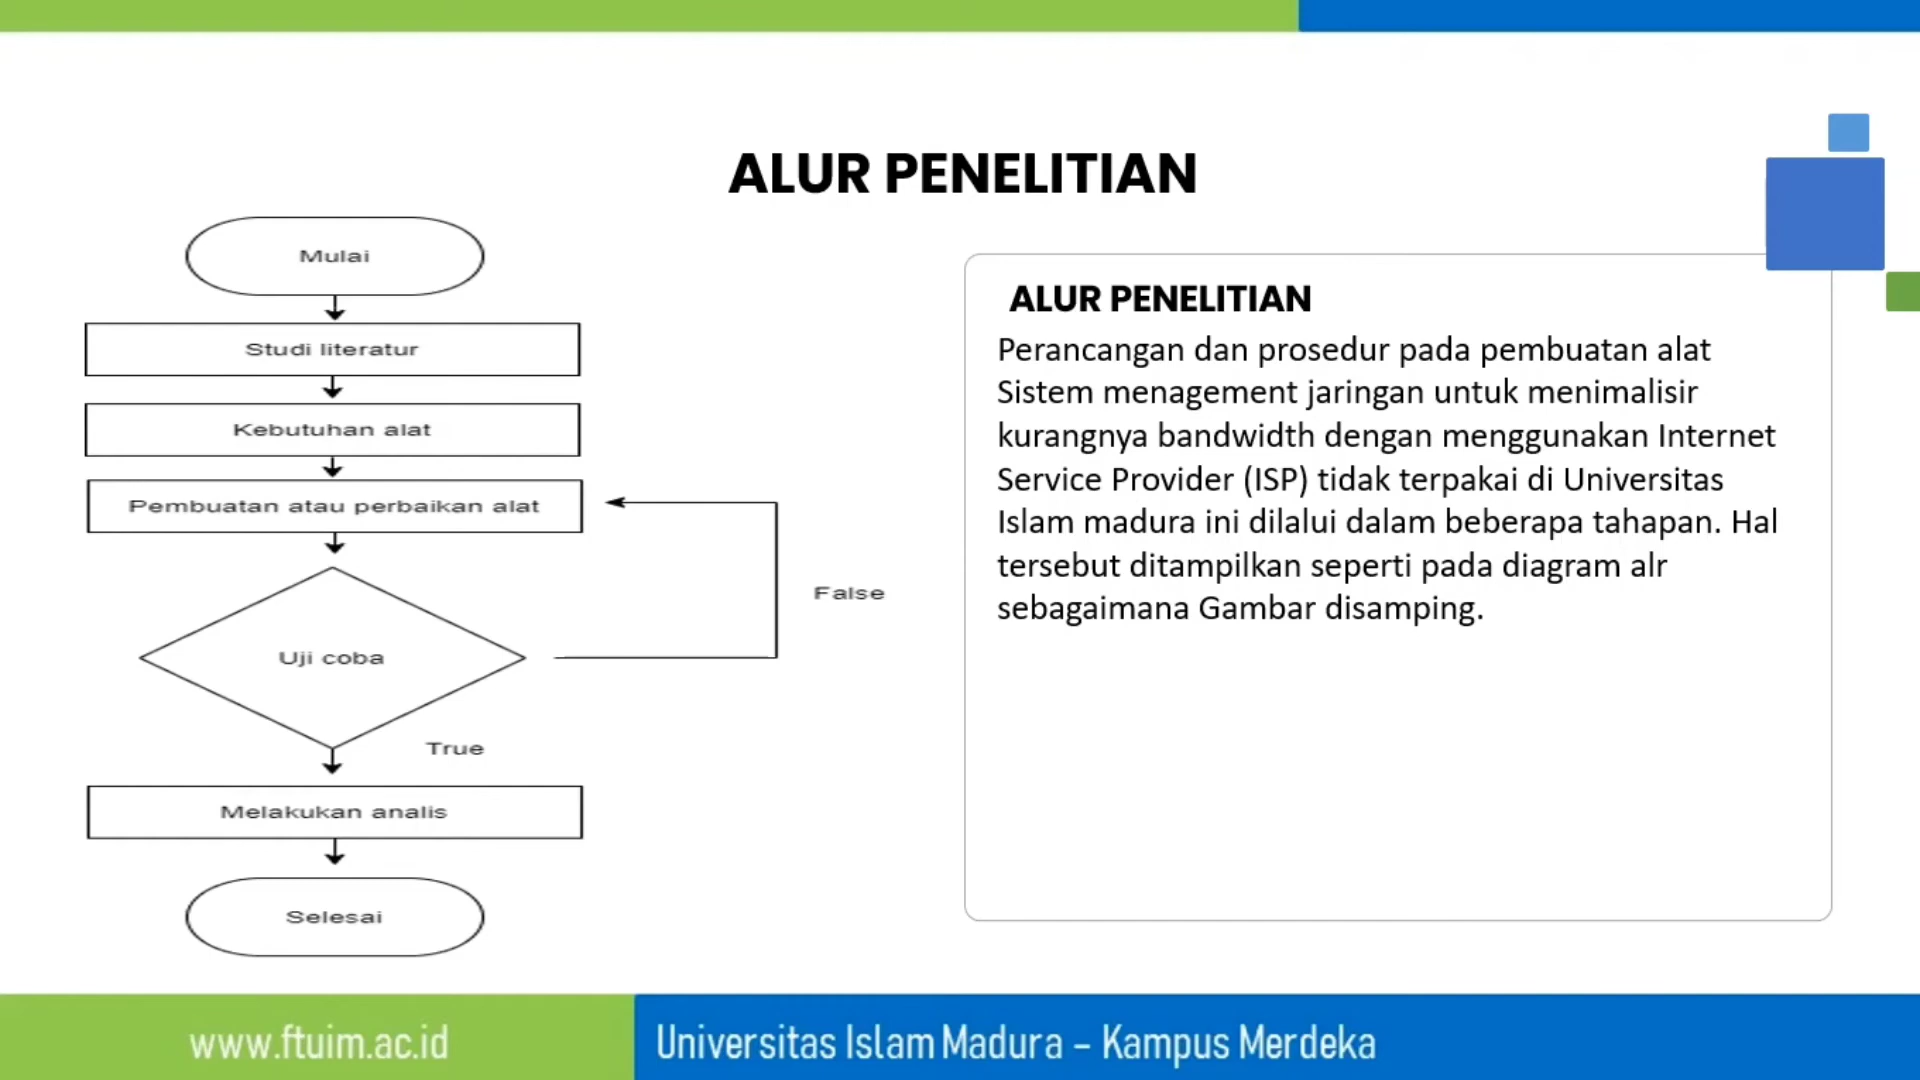 ALUR PENELITIAN
Mulai
Studi literatur
Kebutuhan alat
Pembuatan atau perbaikan alat
False
Uji coba
True
Melakukan analis
Selesai
ALUR PENELITIAN
Perancangan dan prosedur pada pembuatan alat
Sistem menagement jaringan untuk menimalisir
kurangnya bandwidth dengan menggunakan Internet
Service Provider (ISP) tidak terpakai di Universitas
Islam madura ini dilalui dalam beberapa tahapan. Hal
tersebut ditampilkan seperti pada diagram alr
sebagaimana Gambar disamping.
www.ftuim.ac.id
Universitas Islam Madura – Kampus Merdeka